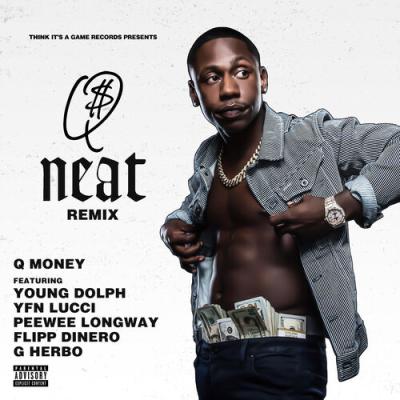 THINK IT'S A GAME RECORDS PRESENTS
Q$
neat
REMIX
Q MONEY
FEATURING
YOUNG DOLPH
YFN LUCCI
PEEWEE LONGWAY
FLIPP DINERO
G HERBO
PARENTAL
ADVISORY
EXPLICIT CONTENT